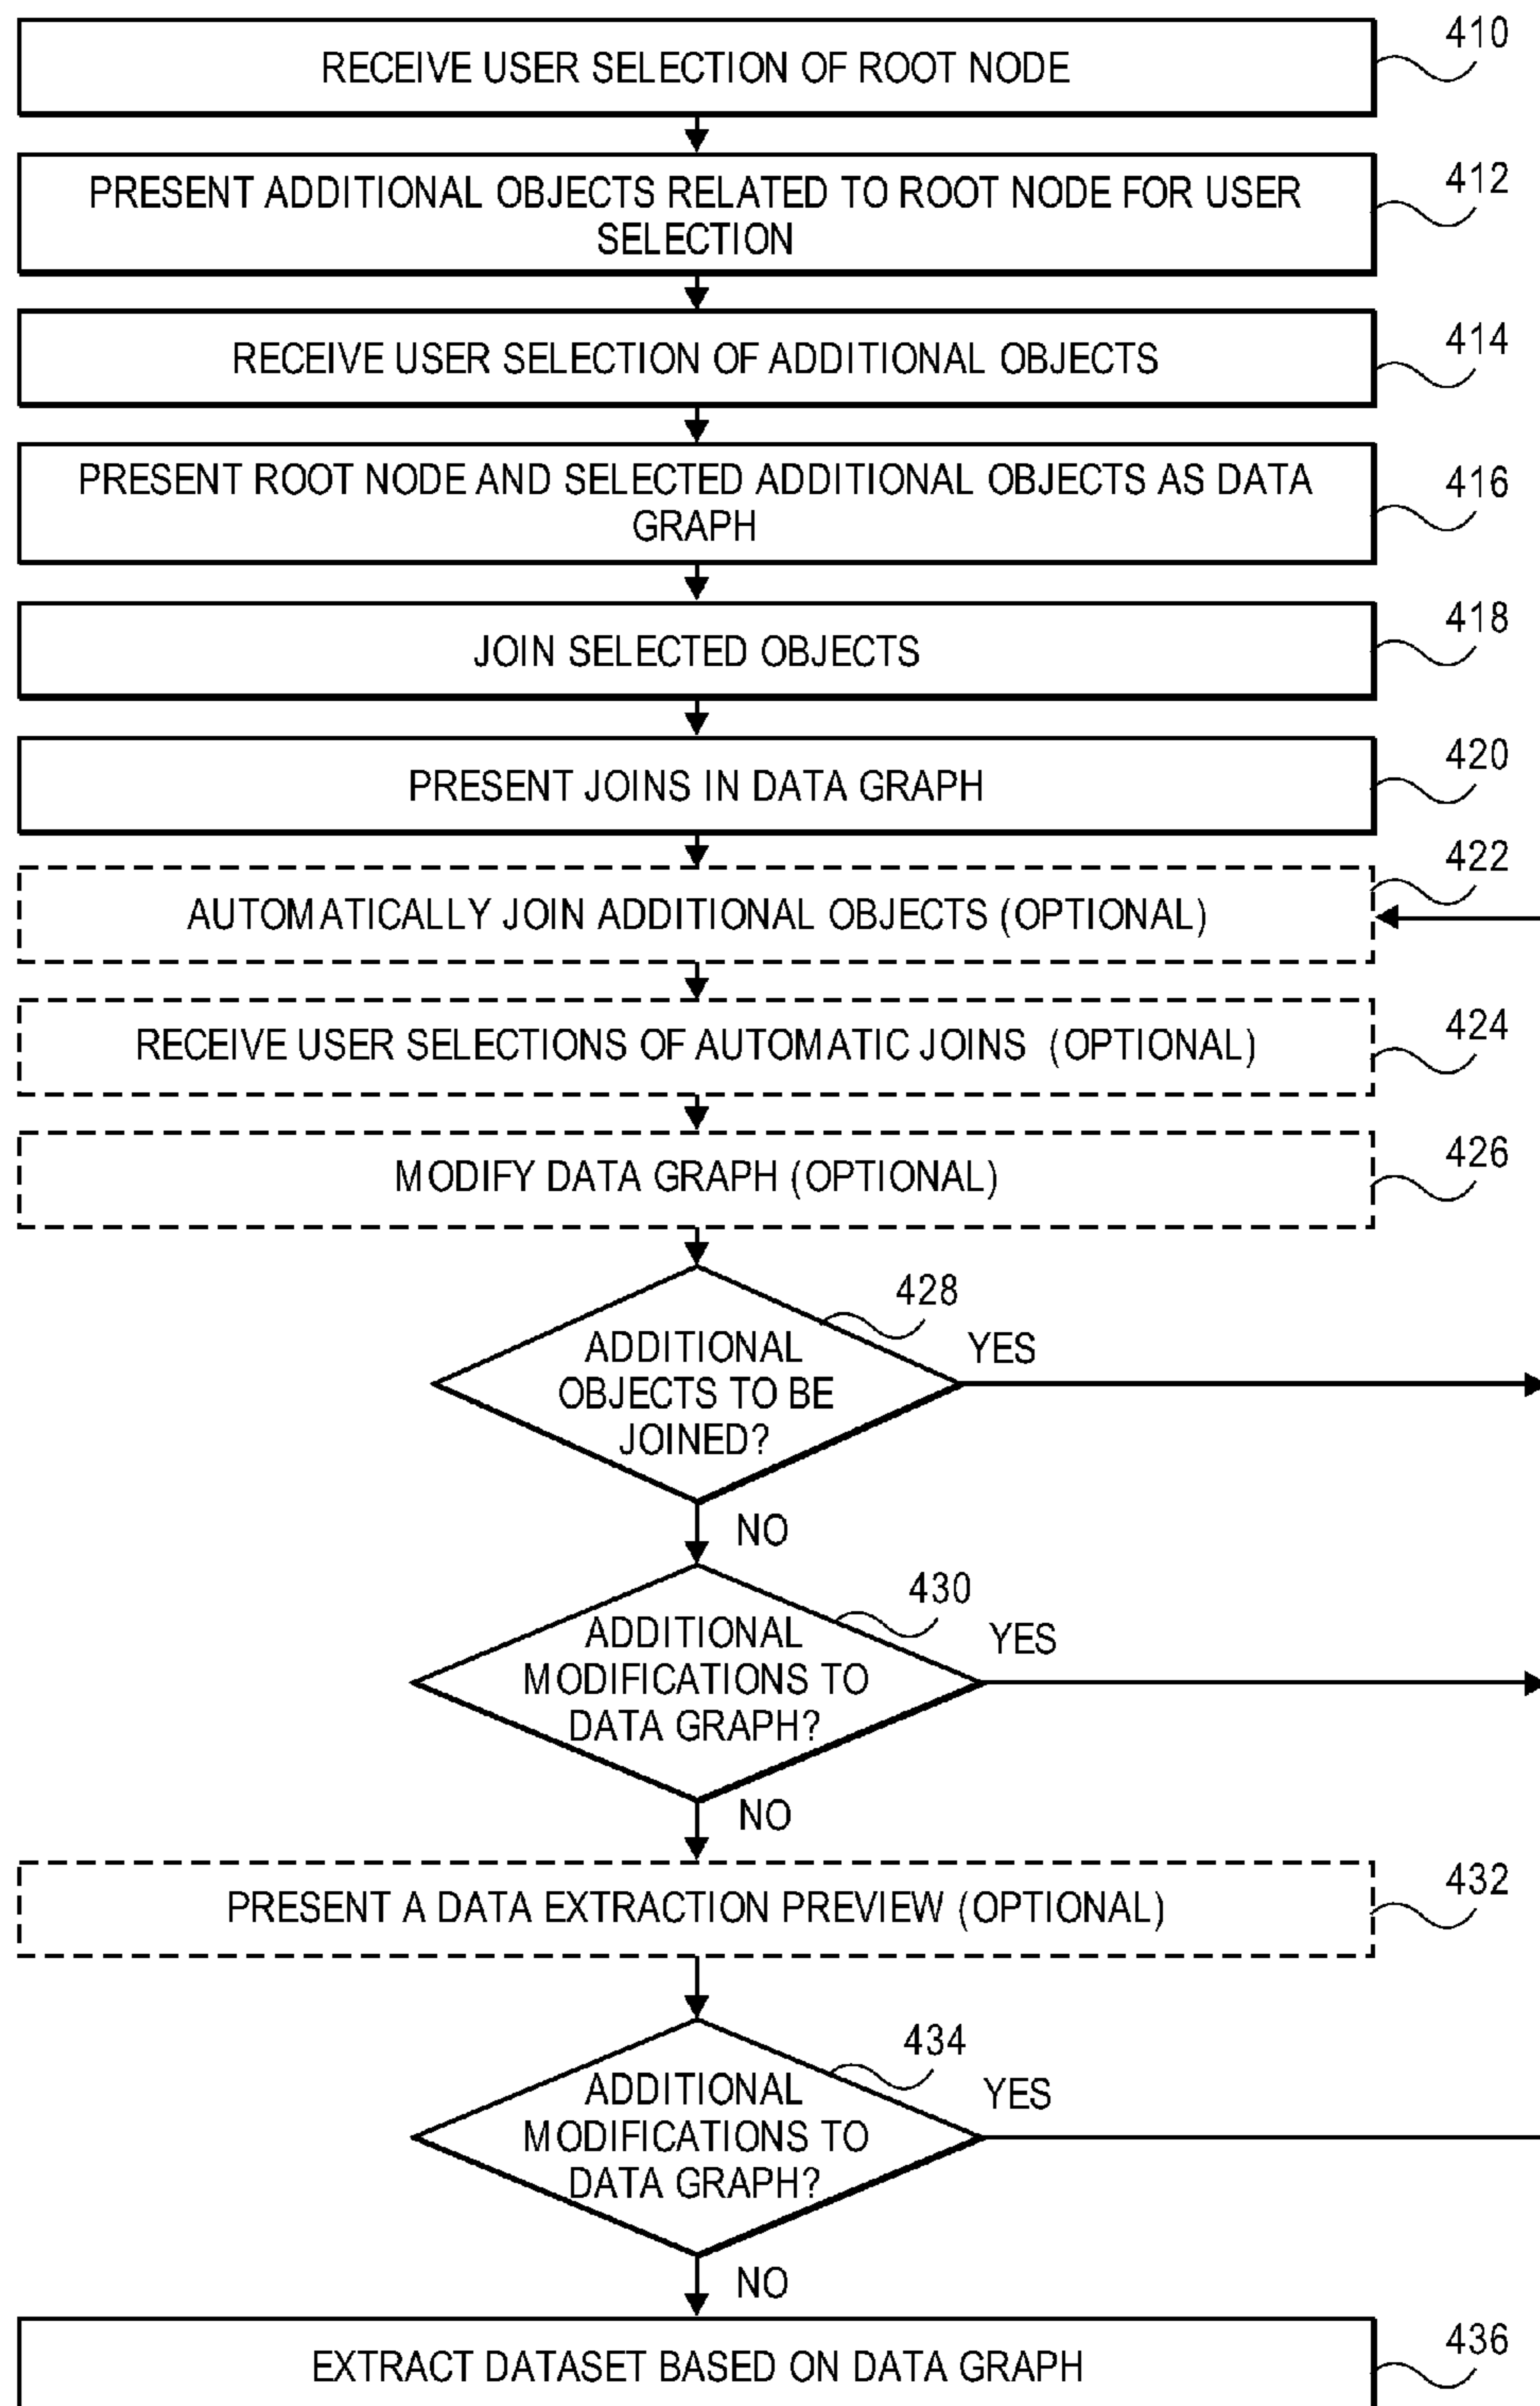 410
RECEIVE USER SELECTION OF ROOT NODE
412
PRESENT ADDITIONAL OBJECTS RELATED TO ROOT NODE FOR USER
SELECTION
414
RECEIVE USER SELECTION OF ADDITIONAL OBJECTS
416
PRESENT ROOT NODE AND SELECTED ADDITIONAL OBJECTS AS DATA
GRAPH
418
JOIN SELECTED OBJECTS
420
PRESENT JOINS IN DATA GRAPH
422
AUTOMATICALLY JOIN ADDITIONAL OBJECTS (OPTIONAL)
424
RECEIVE USER SELECTIONS OF AUTOMATIC JOINS (OPTIONAL)
426
MODIFY DATA GRAPH (OPTIONAL)
428
YES
ADDITIONAL
OBJECTS TO BE
JOINED?
NO
430
YES
ADDITIONAL
MODIFICATIONS TO
DATA GRAPH?
NO
432
PRESENT A DATA EXTRACTION PREVIEW (OPTIONAL)
434
YES
ADDITIONAL
MODIFICATIONS TO
DATA GRAPH?
NO
436
EXTRACT DATASET BASED ON DATA GRAPH